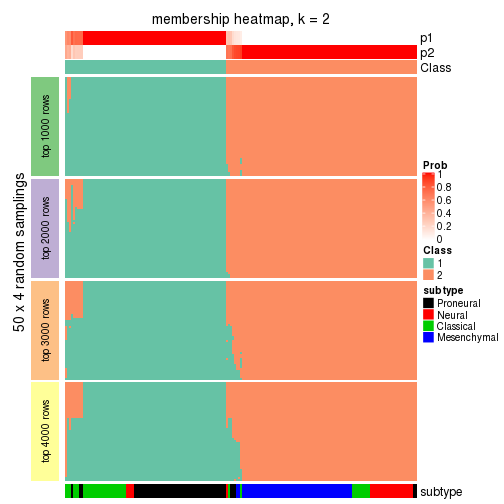 membership heatmap, k = 2
p1
p2
Class
50 x 4 random samplings
top 1000 rows
top 2000 rows
top 3000 rows
top 4000 rows
Prob
1
0.8
0.6
0.4
0.2
0
Class
1
2
subtype
Proneural
Neural
Classical
Mesenchymal
subtype